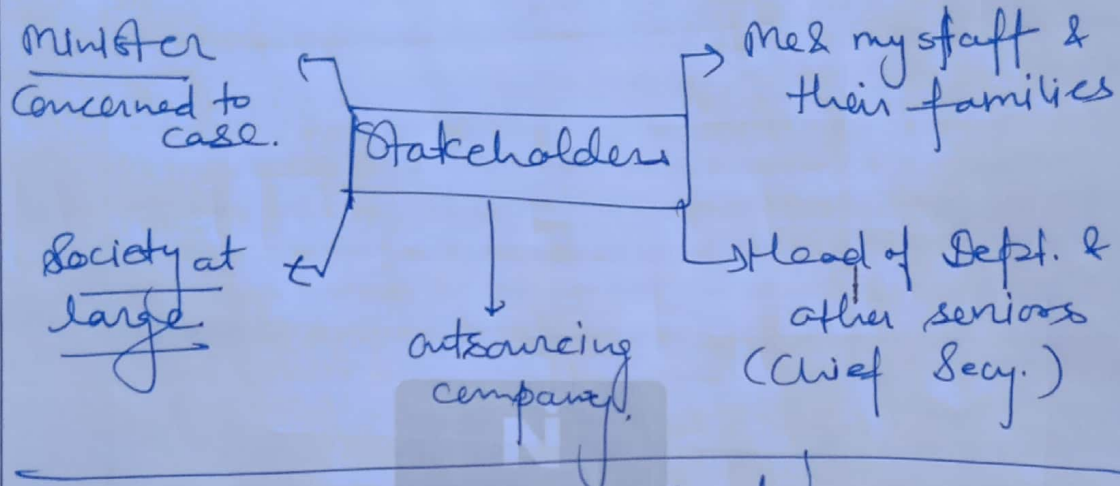 Minister
Concerned to
case.
Stakeholders
Me & my staff &
their families
Society at
large.
outsourcing
company.
Head of Dept. &
other seniors
(Chief Secy.)